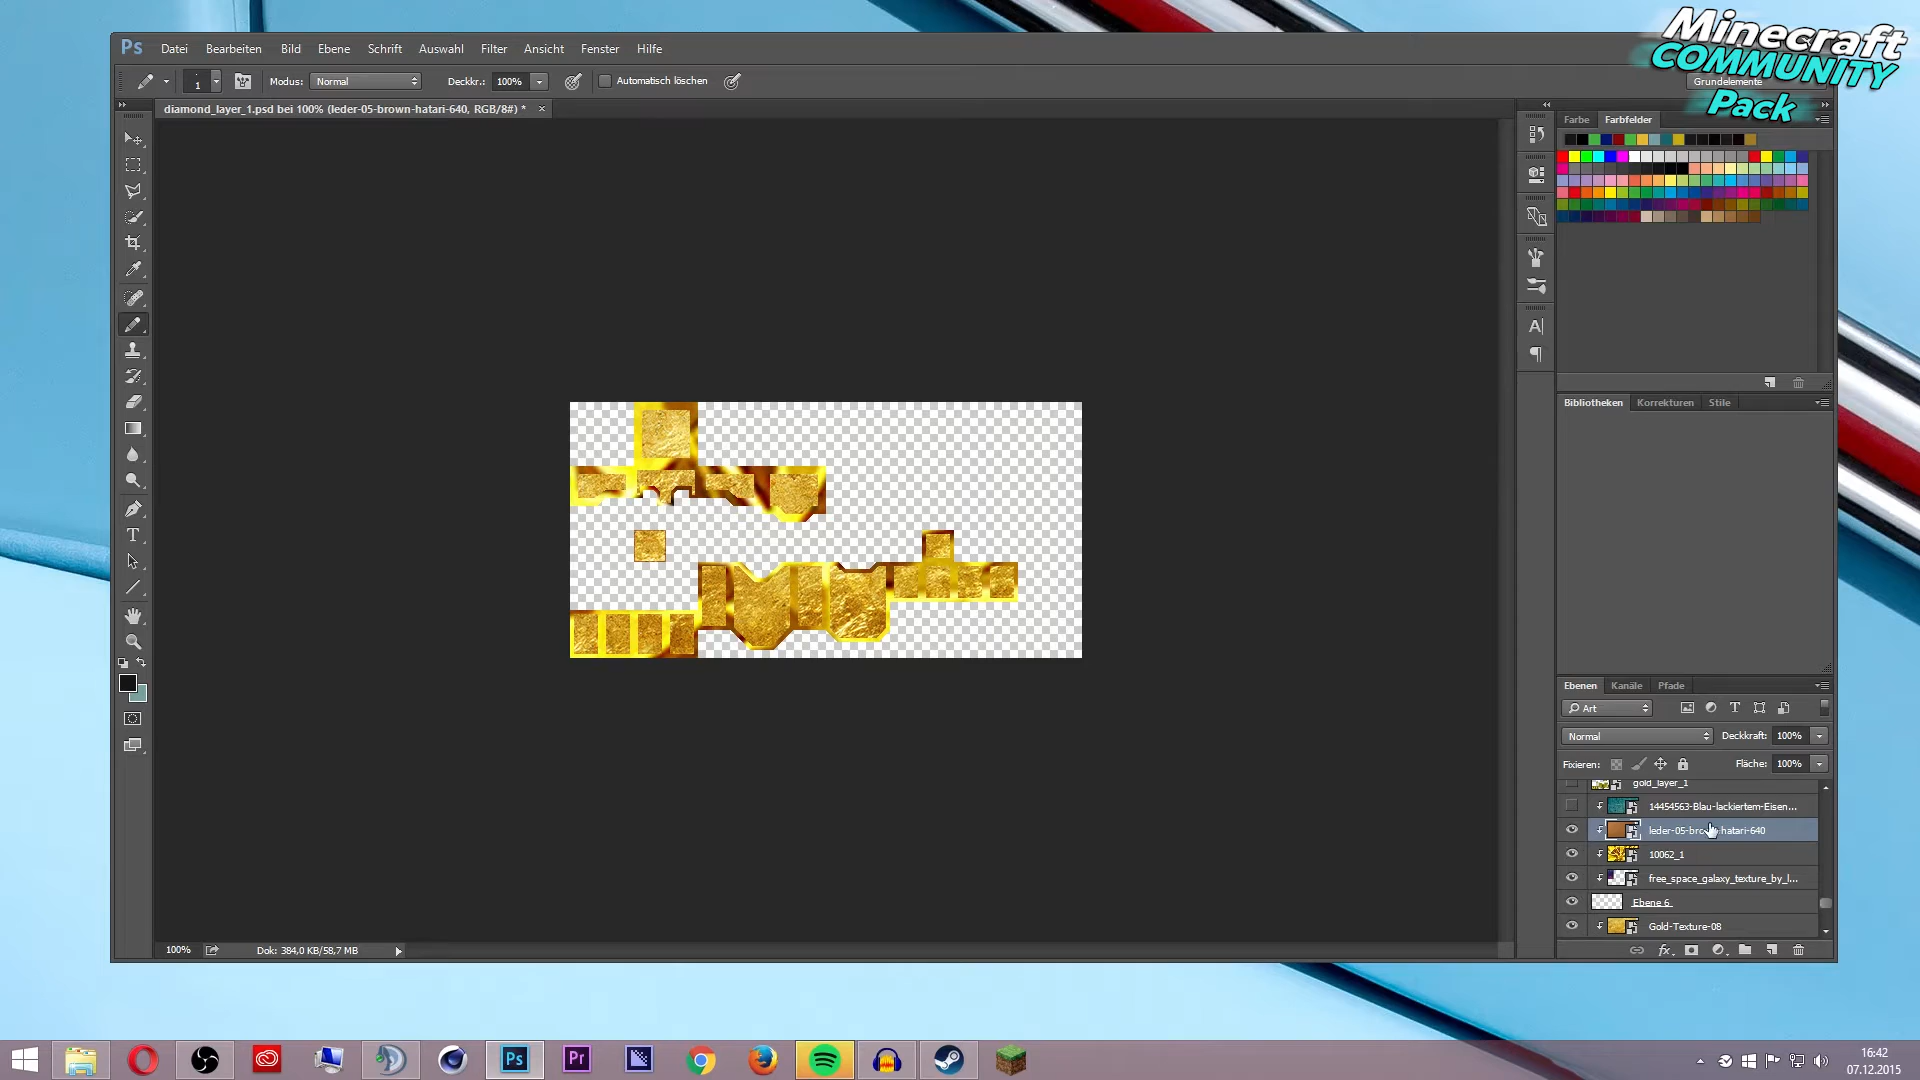 Minecraft
COMMUNITY
Pack
Ps Datei Bearbeiten Bild Ebene Schrift Auswahl Filter Ansicht Fenster Hilfe
1 Modus: Normal Deckkr.: 100% Automatisch löschen Grundelemente
diamond_layer_1.psd bei 100% (leder-05-brown-hatari-640, RGB/8#) * ×
Farbe Farbfelder
Bibliotheken Korrekturen Stile
Ebenen Kanäle Pfade
Art
Normal Deckkraft: 100%
Fixieren: Fläche: 100%
gold_layer_1
14454563-Blau-lackiertem-Eisen...
leder-05-brown-hatari-640
10062_1
free_space_galaxy_texture_by_l...
Ebene 6
Gold-Texture-08
fx
100% Dok: 384,0 KB/58,7 MB
Ps Pr
16:42
07.12.2015